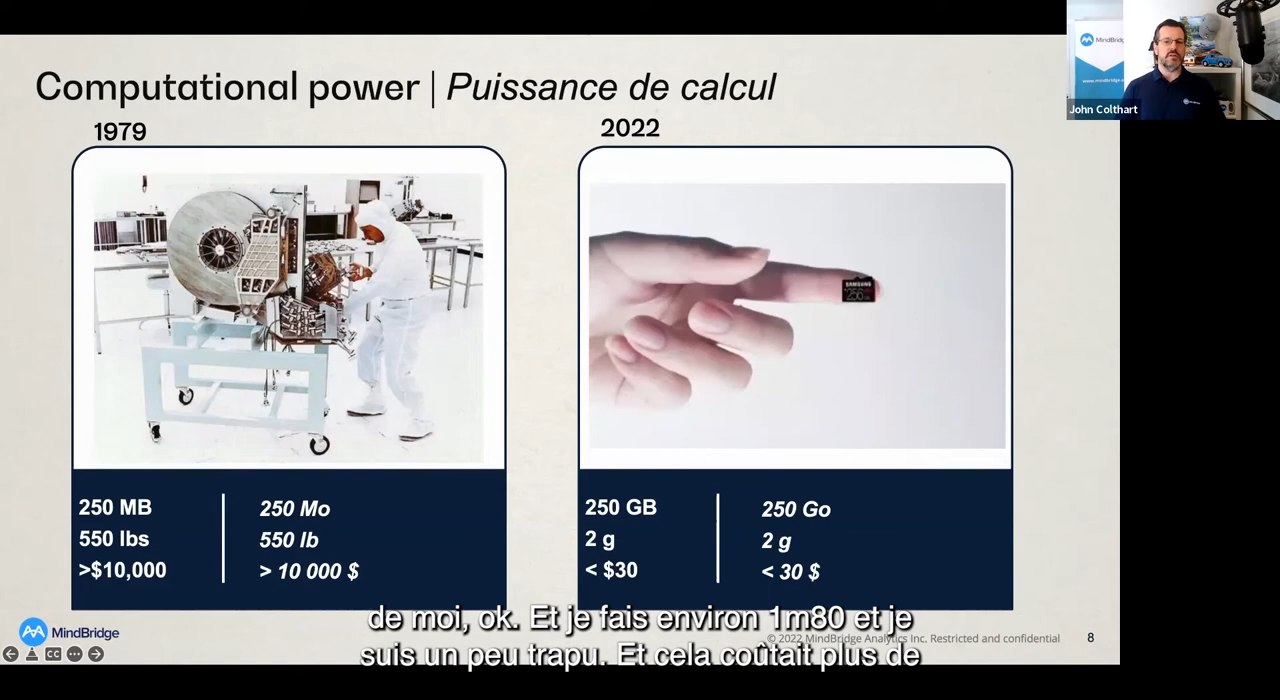 Computational power | Puissance de calcul
1979
2022
SAMSUNG
256
250 MB
550 lbs
>$10,000
250 Mo
550 lb
> 10 000 $
250 GB
2 g
< $30
250 Go
2 g
< 30 $
de moi, ok. Et je fais environ 1m80 et je
suis un peu trapu. Et cela coûtait plus de
MindBridge
CC
© 2022 MindBridge Analytics Inc. Restricted and confidential
8
John Colthart